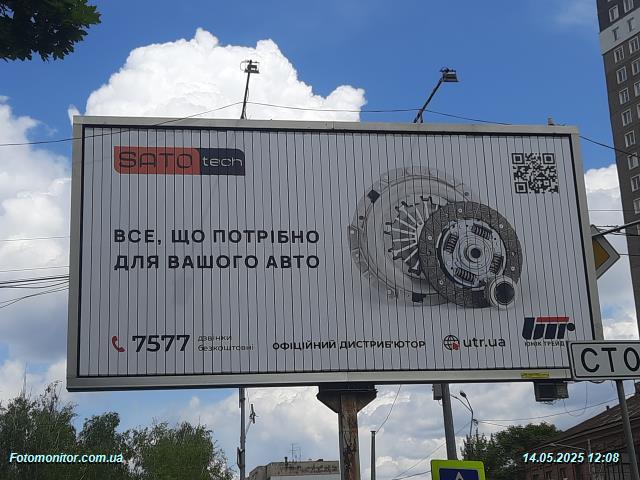 SATO tech
ВСЕ, ЩО ПОТРІБНО
ДЛЯ ВАШОГО АВТО
7577
дзвінки
безкоштовні
ОФІЦІЙНИЙ ДИСТРИБ'ЮТОР
utr.ua
ЮНІК ТРЕЙД
СТО
Fotomonitor.com.ua
14.05.2025 12:08